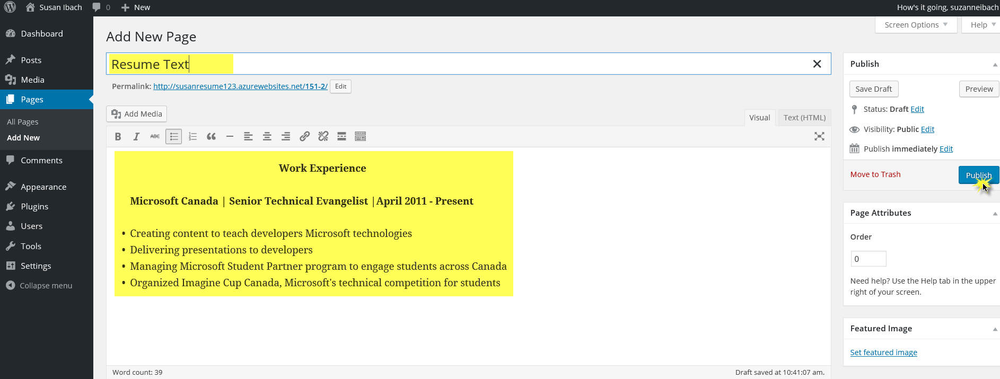 Susan Ibach 0 New How's it going, suzanneibach
Screen Options Help
Dashboard
Posts
Media
Pages
All Pages
Add New
Comments
Appearance
Plugins
Users
Tools
Settings
Collapse menu
Add New Page
Resume Text
Permalink: http://susanresume123.azurewebsites.net/151-2/ Edit
Add Media
Visual Text (HTML)
B I ABC
Work Experience
Microsoft Canada | Senior Technical Evangelist |April 2011 - Present
• Creating content to teach developers Microsoft technologies
• Delivering presentations to developers
• Managing Microsoft Student Partner program to engage students across Canada
• Organized Imagine Cup Canada, Microsoft's technical competition for students
Word count: 39 Draft saved at 10:41:07 am.
Publish
Save Draft Preview
Status: Draft Edit
Visibility: Public Edit
Publish immediately Edit
Move to Trash Publish
Page Attributes
Order
0
Need help? Use the Help tab in the upper
right of your screen.
Featured Image
Set featured image